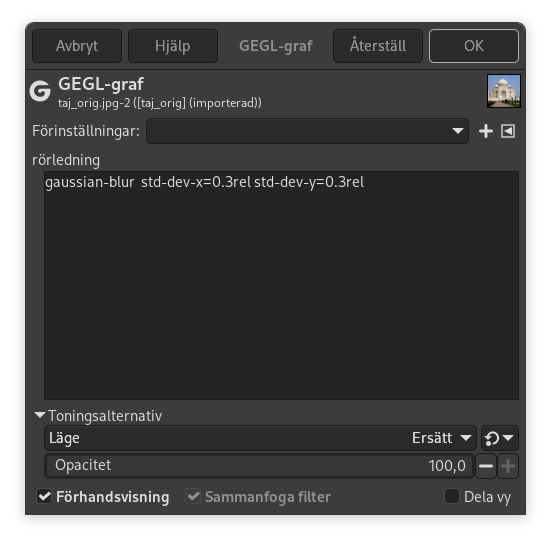 Avbryt Hjälp GEGL-graf Återställ OK
GEGL-graf
taj_orig.jpg-2 ([taj_orig] (importerad))
Förinställningar:
rörledning
gaussian-blur  std-dev-x=0.3rel std-dev-y=0.3rel
Toningsalternativ
Läge Ersätt
Opacitet 100,0
Förhandsvisning Sammanfoga filter Dela vy